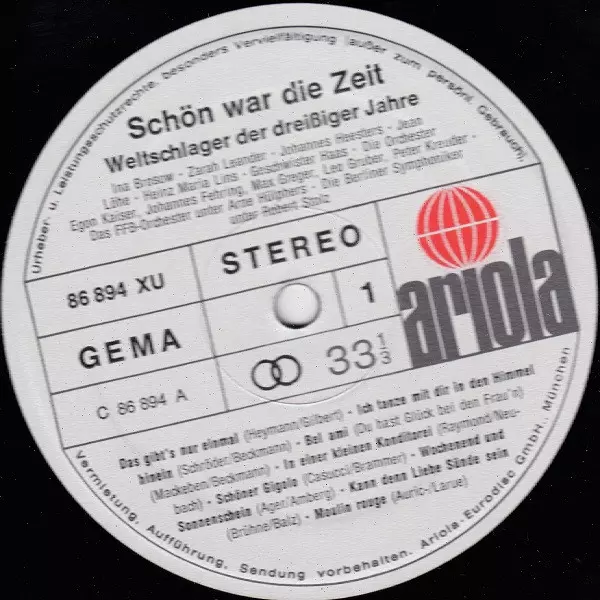 Urheber- u. Leistungsschutzrechte, besonders Vervielfältigung (außer zum persönl. Gebrauch),
Schön war die Zeit
Weltschlager der dreißiger Jahre
Ina Brosow - Zarah Leander - Johannes Heesters - Jean
Löhe - Heinz Maria Lins - Geschwister Haas - Die Orchester
Egon Kaiser, Johannes Fehring, Max Greger, Leo Gruber, Peter Kreuder -
Das FFB-Orchester unter Arne Hülphers - Die Berliner Symphoniker
unter Robert Stolz
86 894 XU
STEREO
GEMA
1
ariola
C 86 894 A
33 1/3
Das gibt's nur einmal (Heymann/Gilbert) - Ich tanze mit dir in den Himmel
hinein (Schröder/Beckmann) - Bel ami (Du hast Glück bei den Frau'n)
(Mackeben/Beckmann) - In einer kleinen Konditorei (Raymond/Neu-
bach) - Schöner Gigolo (Casucci/Brammer) - Wochenend und
Sonnenschein (Ager/Amberg) - Kann denn Liebe Sünde sein
(Brühne/Balz) - Moulin rouge (Auric-/Larue)
Vermietung, Aufführung, Sendung vorbehalten. Ariola-Eurodisc GmbH., München